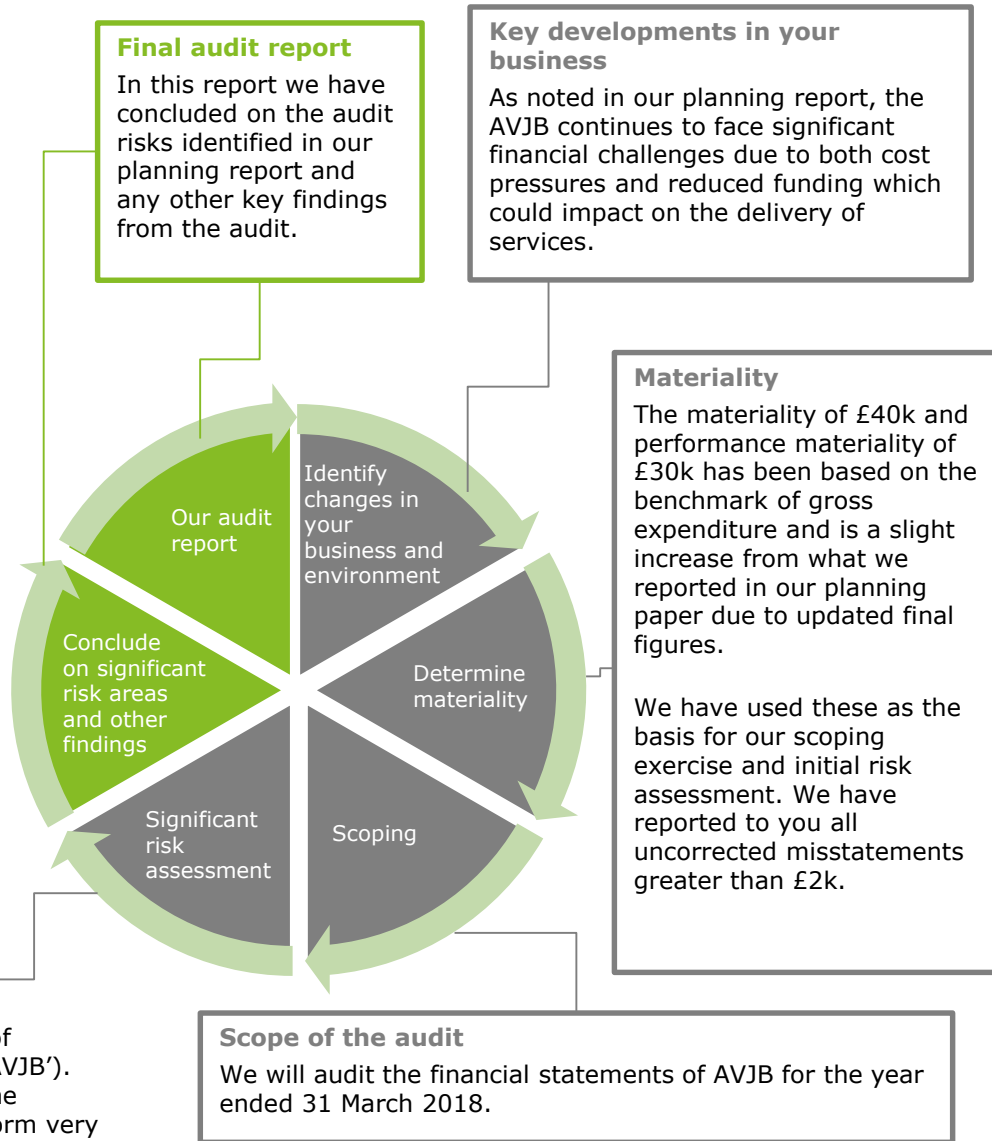 Final audit report
In this report we have
concluded on the audit
risks identified in our
planning report and
any other key findings
from the audit.
Key developments in your
business
As noted in our planning report, the
AVJB continues to face significant
financial challenges due to both cost
pressures and reduced funding which
could impact on the delivery of
services.
Materiality
The materiality of £40k and
performance materiality of
£30k has been based on the
benchmark of gross
expenditure and is a slight
increase from what we
reported in our planning
paper due to updated final
figures.
We have used these as the
basis for our scoping
exercise and initial risk
assessment. We have
reported to you all
uncorrected misstatements
greater than £2k.
Identify
changes in
your
business and
environment
Determine
materiality
Scoping
Significant
risk
assessment
Conclude
on significant
risk areas
and other
findings
Our audit
report
of
VJB’).
orm very
Scope of the audit
We will audit the financial statements of AVJB for the year
ended 31 March 2018.